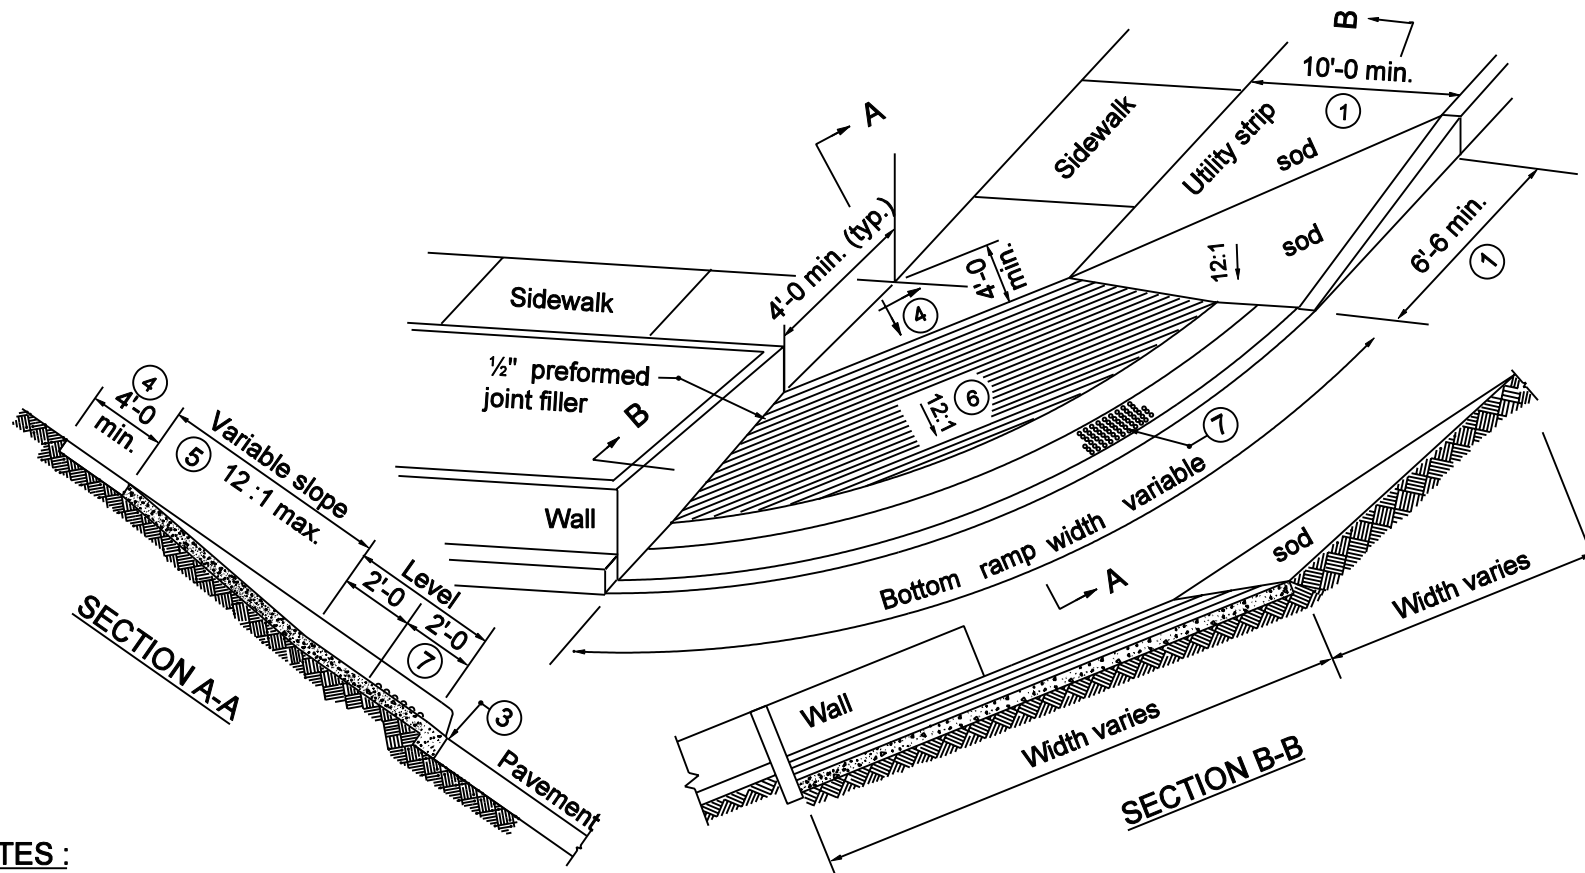 B
10'-0 min.
1
A
Sidewalk
Utility strip
sod
sod
12:1
6'-6 min.
1
4'-0 min. (typ.)
4'-0
min.
4
Sidewalk
½" preformed
joint filler
B
12:1
6
7
Wall
Bottom ramp width variable
A
4
4'-0
min.
Variable slope
5
12 :1 max.
Level
2'-0
2'-0
7
3
Pavement
SECTION A-A
sod
Wall
Width varies
Width varies
SECTION B-B
TES :